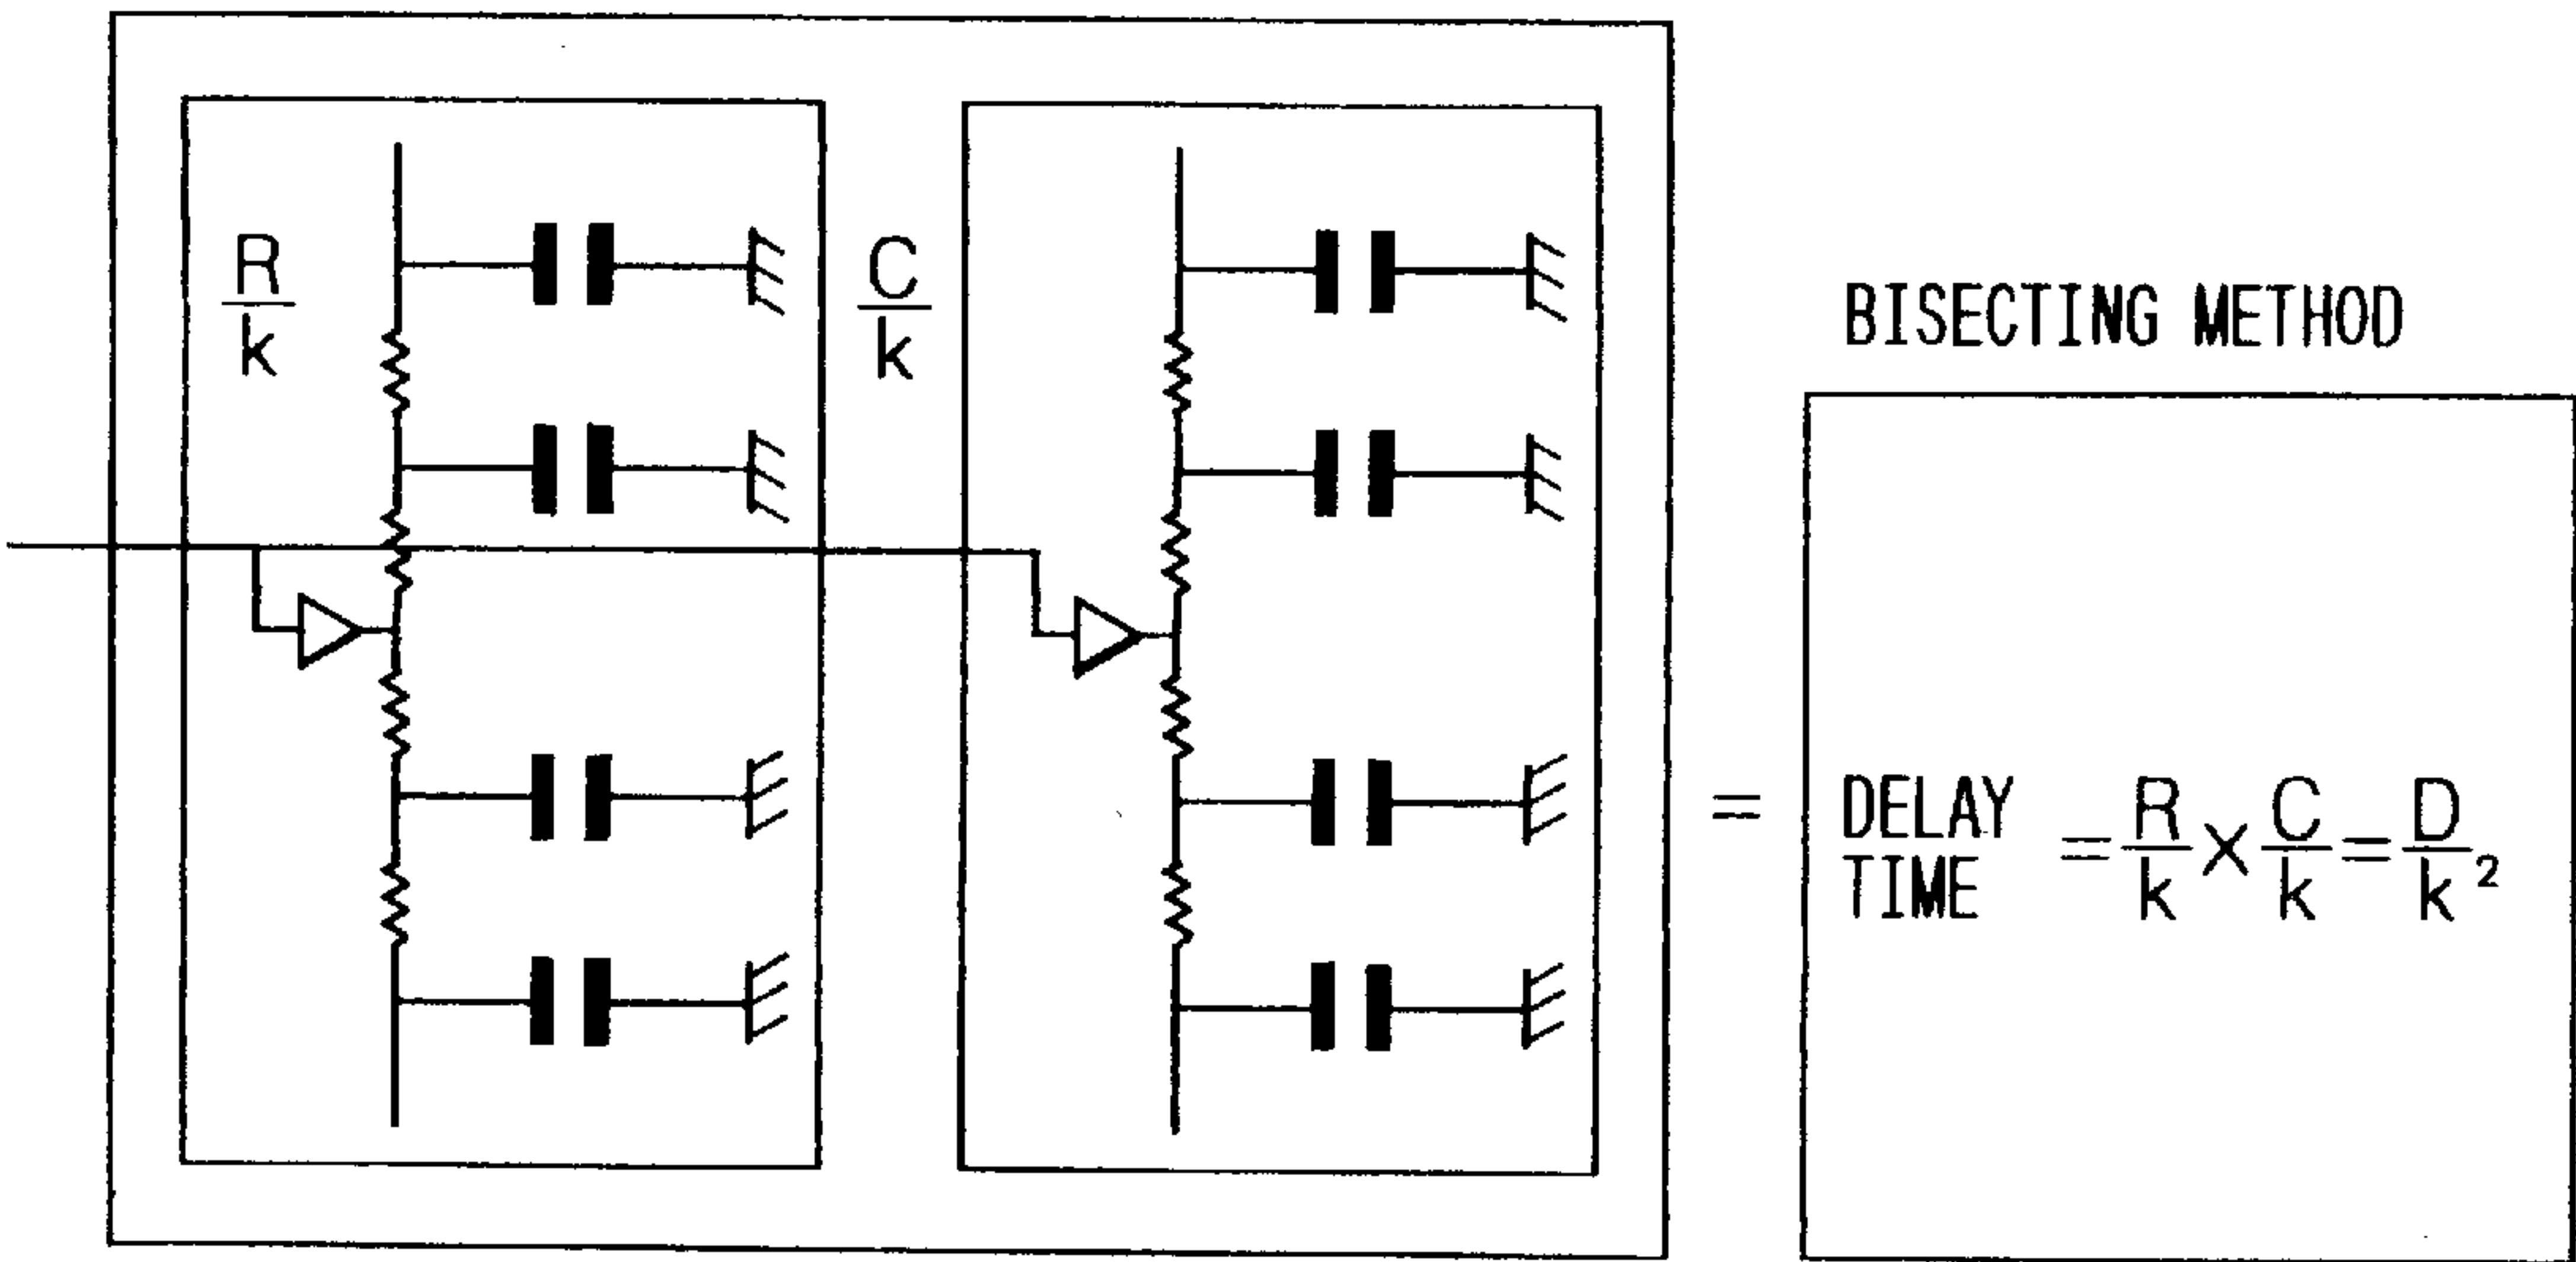 R/k
C/k
BISECTING METHOD
= DELAY TIME = R/k × C/k = D/k²